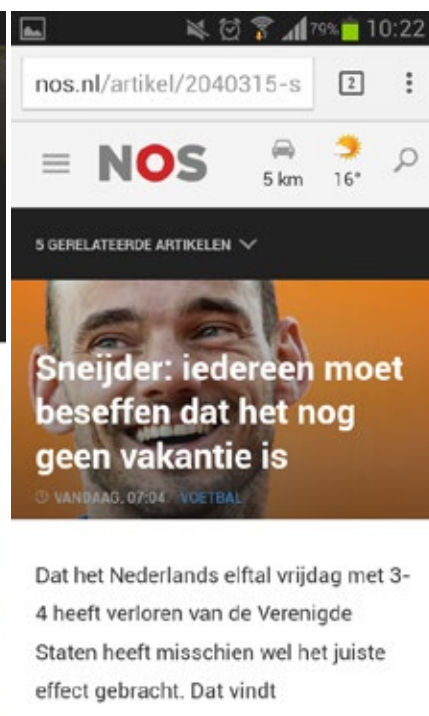 79% 10:22
nos.nl/artikel/2040315-s 2
NOS 5 km 16°
5 GERELATEERDE ARTIKELEN
Sneijder: iedereen moet
beseffen dat het nog
geen vakantie is
VANDAAG, 07:04 VOETBAL
Dat het Nederlands elftal vrijdag met 3-
4 heeft verloren van de Verenigde
Staten heeft misschien wel het juiste
effect gebracht. Dat vindt